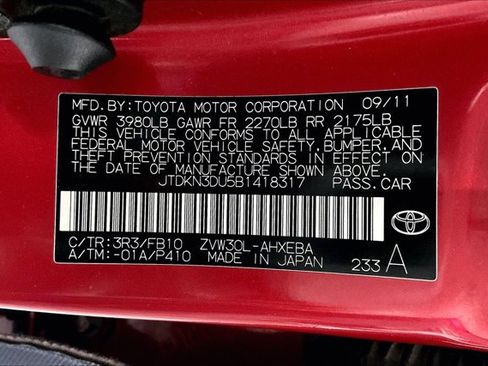 MFD. BY: TOYOTA MOTOR CORPORATION 09/11
GVWR 3980LB GAWR FR 2270LB RR 2175LB
THIS VEHICLE CONFORMS TO ALL APPLICABLE
FEDERAL MOTOR VEHICLE SAFETY, BUMPER, AND
THEFT PREVENTION STANDARDS IN EFFECT ON
THE DATE OF MANUFACTURE SHOWN ABOVE.
JTDKN3DU5B1418317 PASS.CAR
C/TR: 3R3/FB10 ZVW30L-AHXEBA
A/TM: -01A/P410 MADE IN JAPAN 233 A
TOYOTA